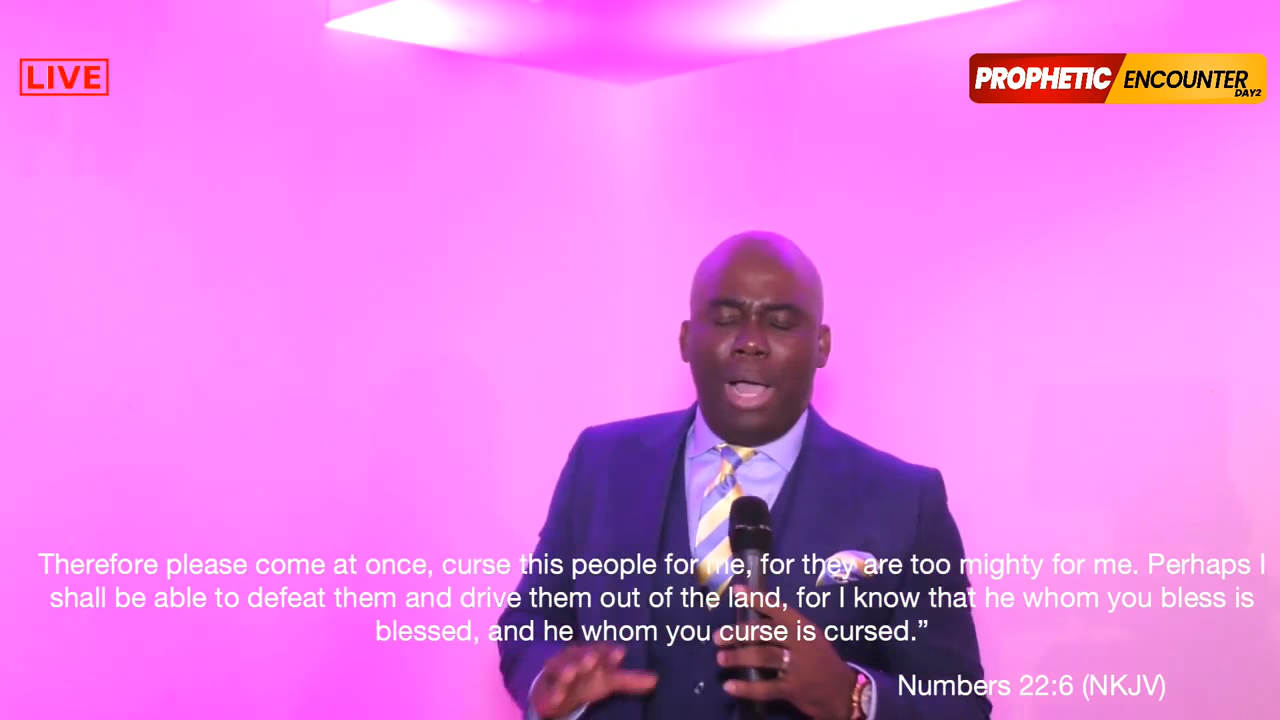 LIVE
PROPHETIC ENCOUNTER
DAY2
Therefore please come at once, curse this people for me, for they are too mighty for me. Perhaps I
shall be able to defeat them and drive them out of the land, for I know that he whom you bless is
blessed, and he whom you curse is cursed.”
Numbers 22:6 (NKJV)